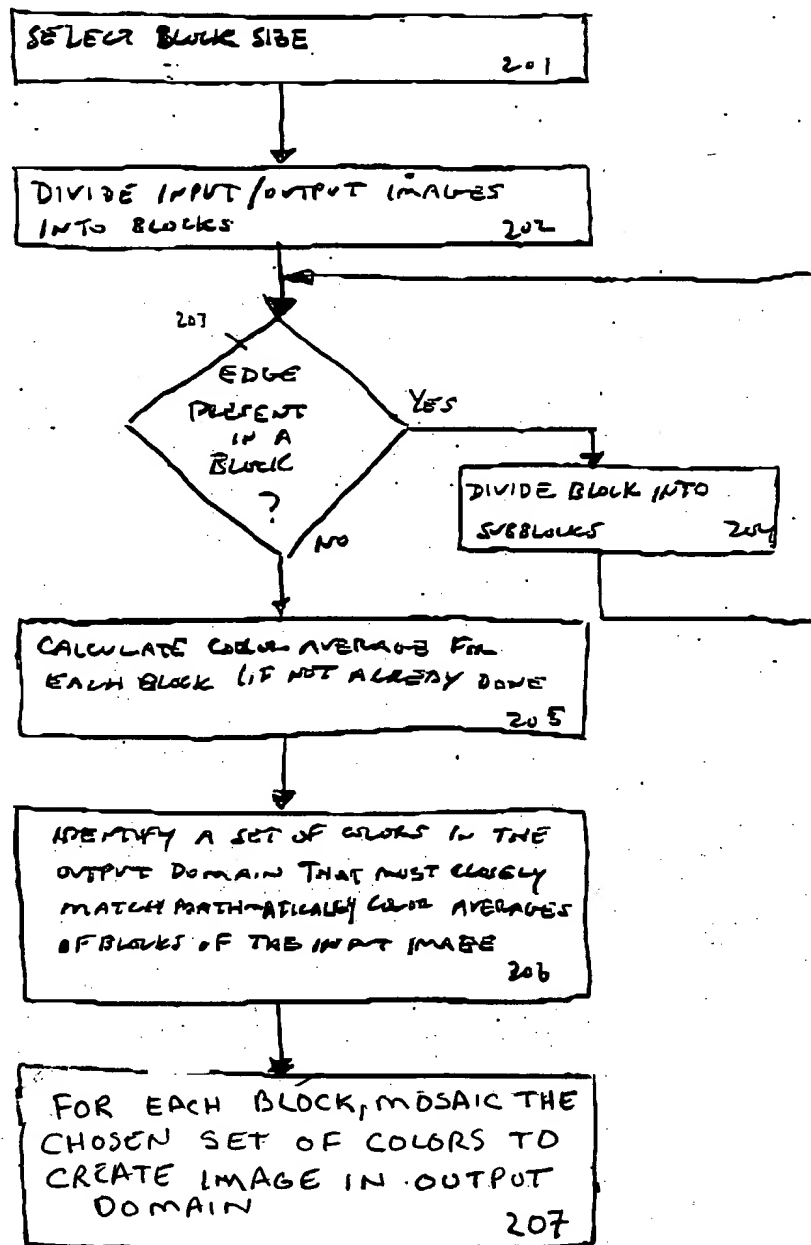 SELECT BLOCK SIZE
201
DIVIDE INPUT/OUTPUT IMAGES
INTO BLOCKS 202
203
EDGE
PRESENT
IN A
BLOCK
?
YES
NO
DIVIDE BLOCK INTO
SUBBLOCKS 204
CALCULATE COLOR AVERAGE FOR
EACH BLOCK (IF NOT ALREADY DONE
205
IDENTIFY A SET OF COLORS IN THE
OUTPUT DOMAIN THAT MOST CLOSELY
MATCH MATHEMATICALLY COLOR AVERAGES
OF BLOCKS OF THE INPUT IMAGE
206
FOR EACH BLOCK, MOSAIC THE
CHOSEN SET OF COLORS TO
CREATE IMAGE IN OUTPUT
DOMAIN
207